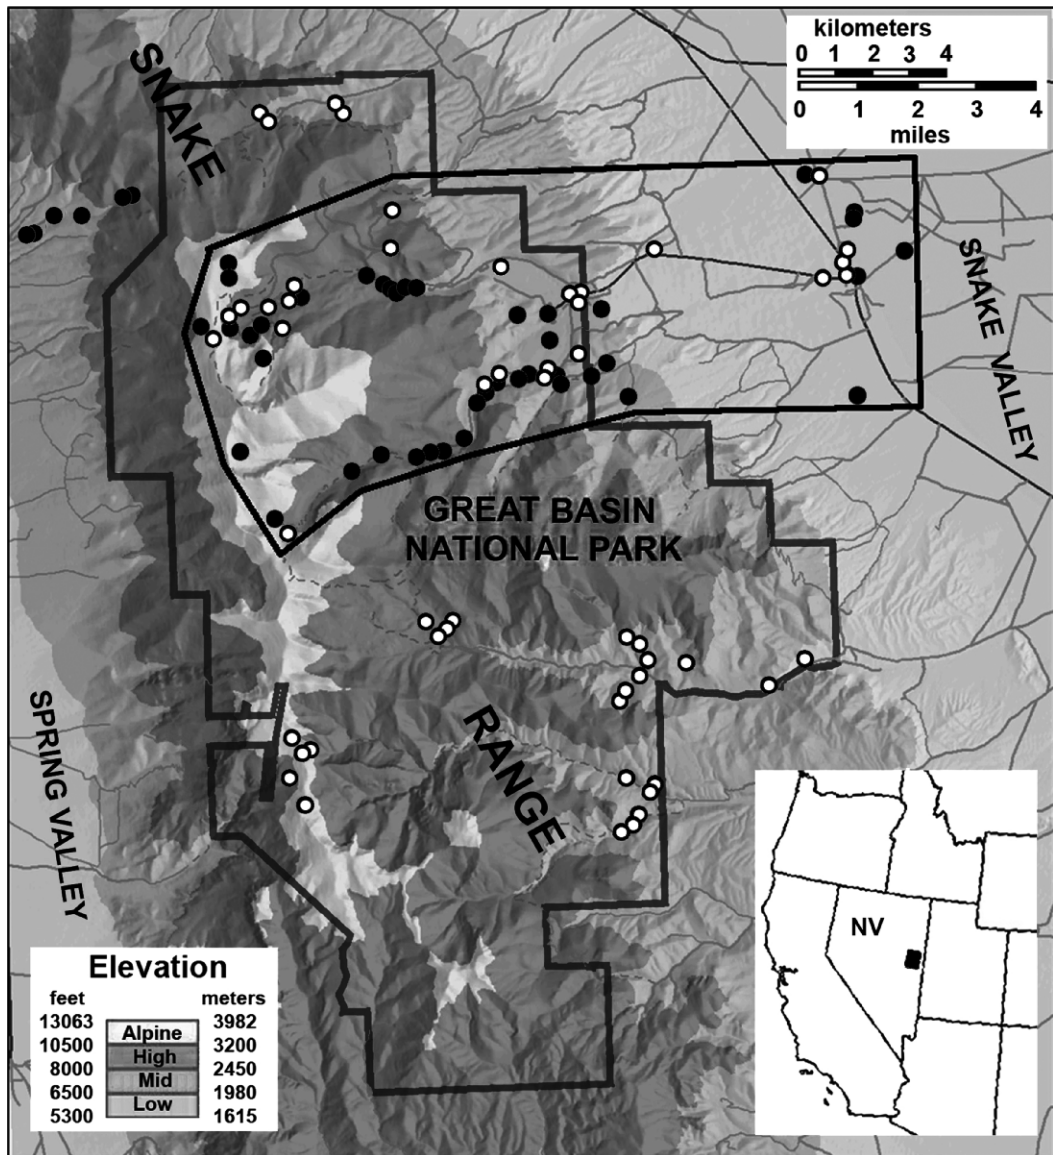 kilometers
0 1 2 3 4
0 1 2 4
miles
SNAKE
SNAKE VALLEY
GREAT BASIN
NATIONAL PARK
RANGE
SPRING VALLEY
NV
Elevation
feet meters
13063 3982
Alpine
10500 3200
High
8000 2450
Mid
6500 1980
Low
5300 1615